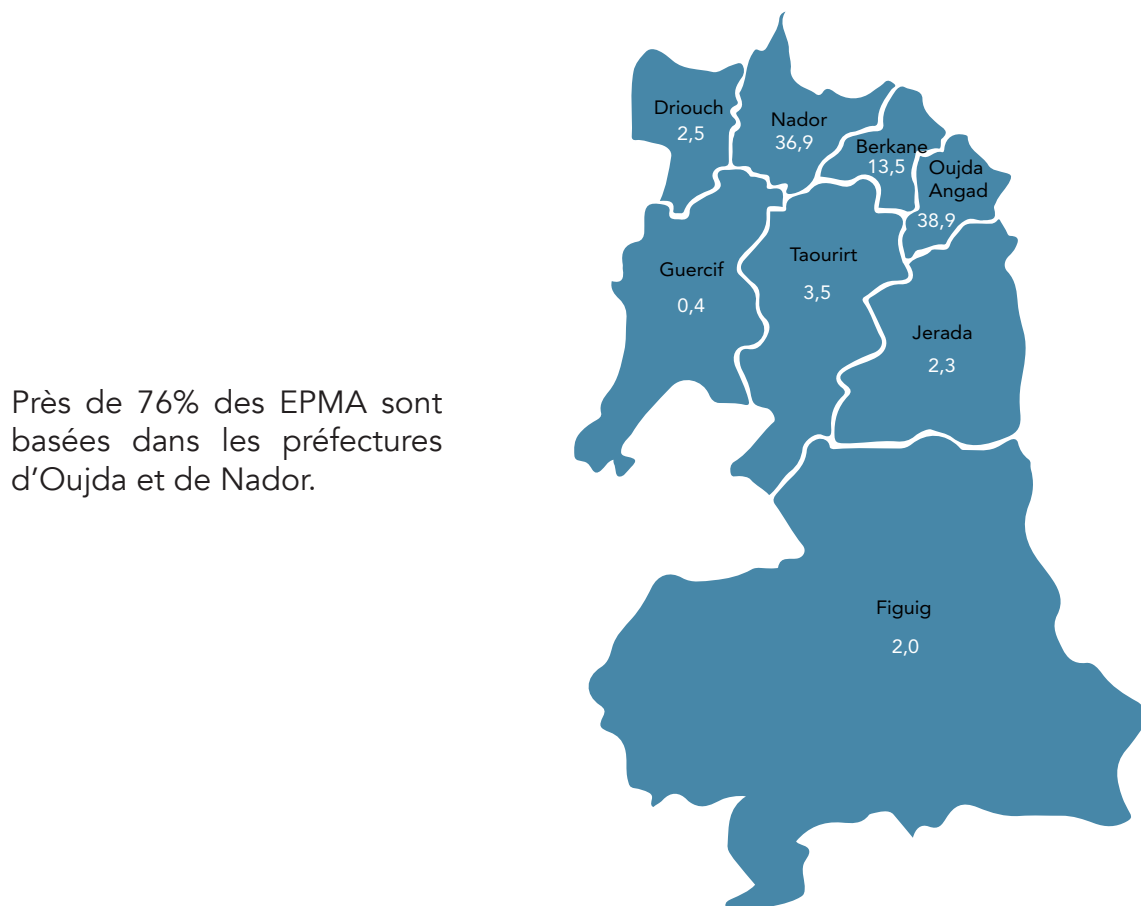 Driouch
2,5
Nador
36,9
Berkane
13,5
Oujda
Angad
38,9
Guercif
0,4
Taourirt
3,5
Jerada
2,3
Près de 76% des EPMA sont
basées dans les préfectures
d’Oujda et de Nador.
Figuig
2,0